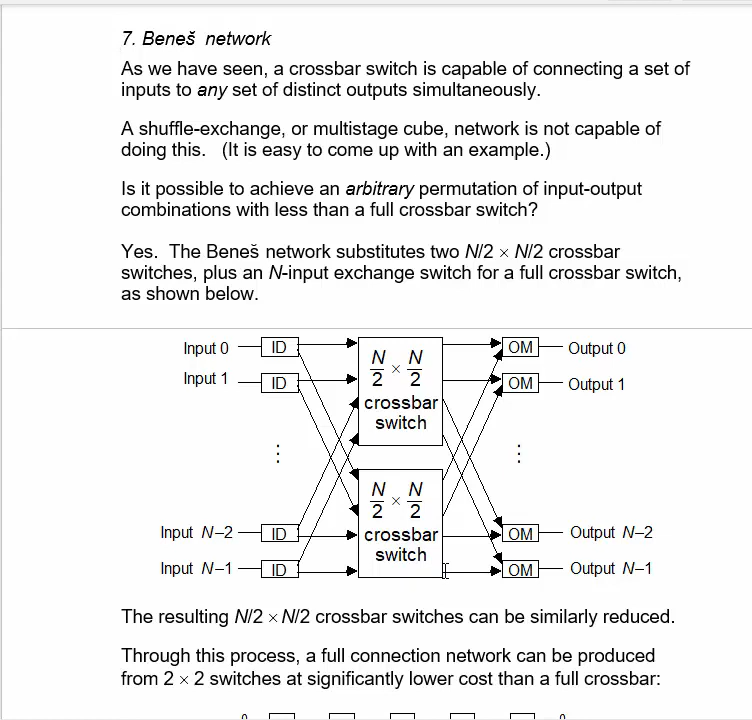 7. Beneš network
As we have seen, a crossbar switch is capable of connecting a set of
inputs to any set of distinct outputs simultaneously.
A shuffle-exchange, or multistage cube, network is not capable of
doing this. (It is easy to come up with an example.)
Is it possible to achieve an arbitrary permutation of input-output
combinations with less than a full crossbar switch?
Yes. The Beneš network substitutes two N/2 × N/2 crossbar
switches, plus an N-input exchange switch for a full crossbar switch,
as shown below.
Input 0 ID OM Output 0
Input 1 ID OM Output 1
N/2 × N/2
crossbar
switch
⋮ ⋮
N/2 × N/2
crossbar
switch
Input N–2 ID OM Output N–2
Input N–1 ID OM Output N–1
The resulting N/2 × N/2 crossbar switches can be similarly reduced.
Through this process, a full connection network can be produced
from 2 × 2 switches at significantly lower cost than a full crossbar: